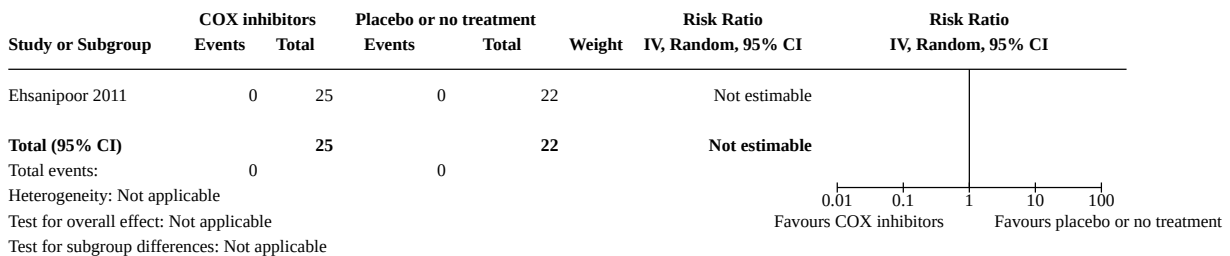 COX inhibitors Placebo or no treatment Risk Ratio Risk Ratio
Study or Subgroup Events Total Events Total Weight IV, Random, 95% CI IV, Random, 95% CI
Ehsanipoor 2011 0 25 0 22 Not estimable
Total (95% CI) 25 22 Not estimable
Total events: 0 0
Heterogeneity: Not applicable
0.01 0.1 1 10 100
Test for overall effect: Not applicable Favours COX inhibitors Favours placebo or no treatment
Test for subgroup differences: Not applicable